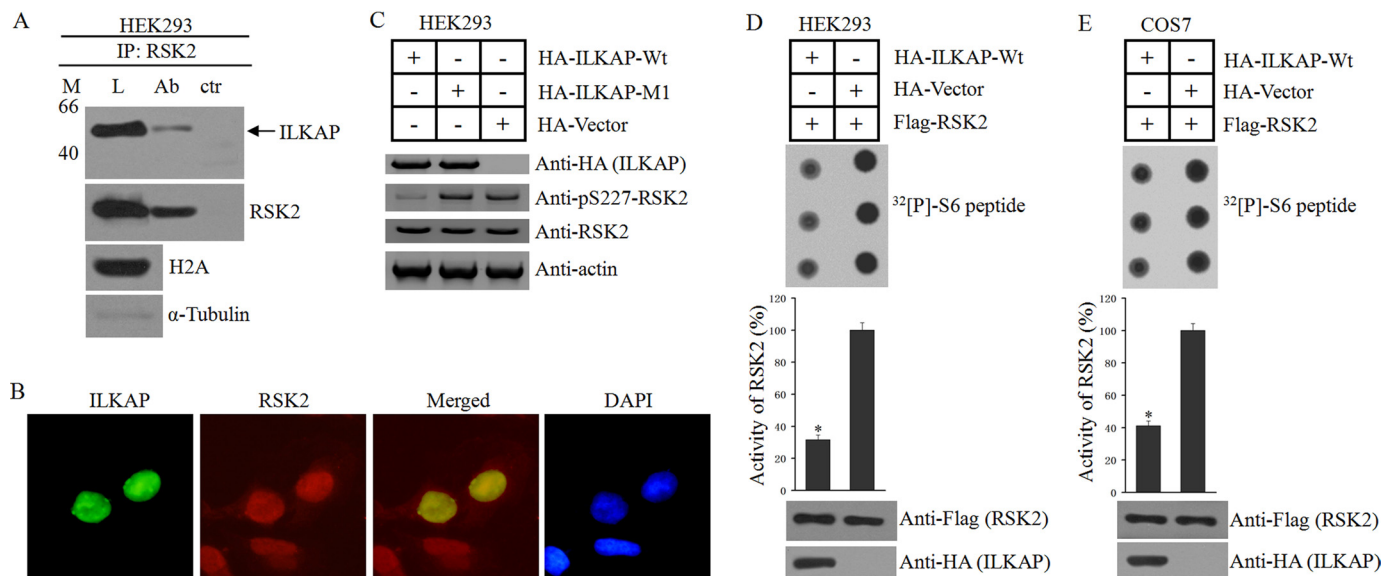 A
HEK293
IP: RSK2
M L Ab ctr
66
40
ILKAP
RSK2
H2A
α-Tubulin
B
ILKAP RSK2 Merged DAPI
C
HEK293
+ - - HA-ILKAP-Wt
- + - HA-ILKAP-M1
- - + HA-Vector
Anti-HA (ILKAP)
Anti-pS227-RSK2
Anti-RSK2
Anti-actin
D
HEK293
+ - HA-ILKAP-Wt
- + HA-Vector
+ + Flag-RSK2
³²[P]-S6 peptide
Activity of RSK2 (%)
120
100
80
60
40
20
0
*
Anti-Flag (RSK2)
Anti-HA (ILKAP)
E
COS7
+ - HA-ILKAP-Wt
- + HA-Vector
+ + Flag-RSK2
³²[P]-S6 peptide
Activity of RSK2 (%)
120
100
80
60
40
20
0
*
Anti-Flag (RSK2)
Anti-HA (ILKAP)